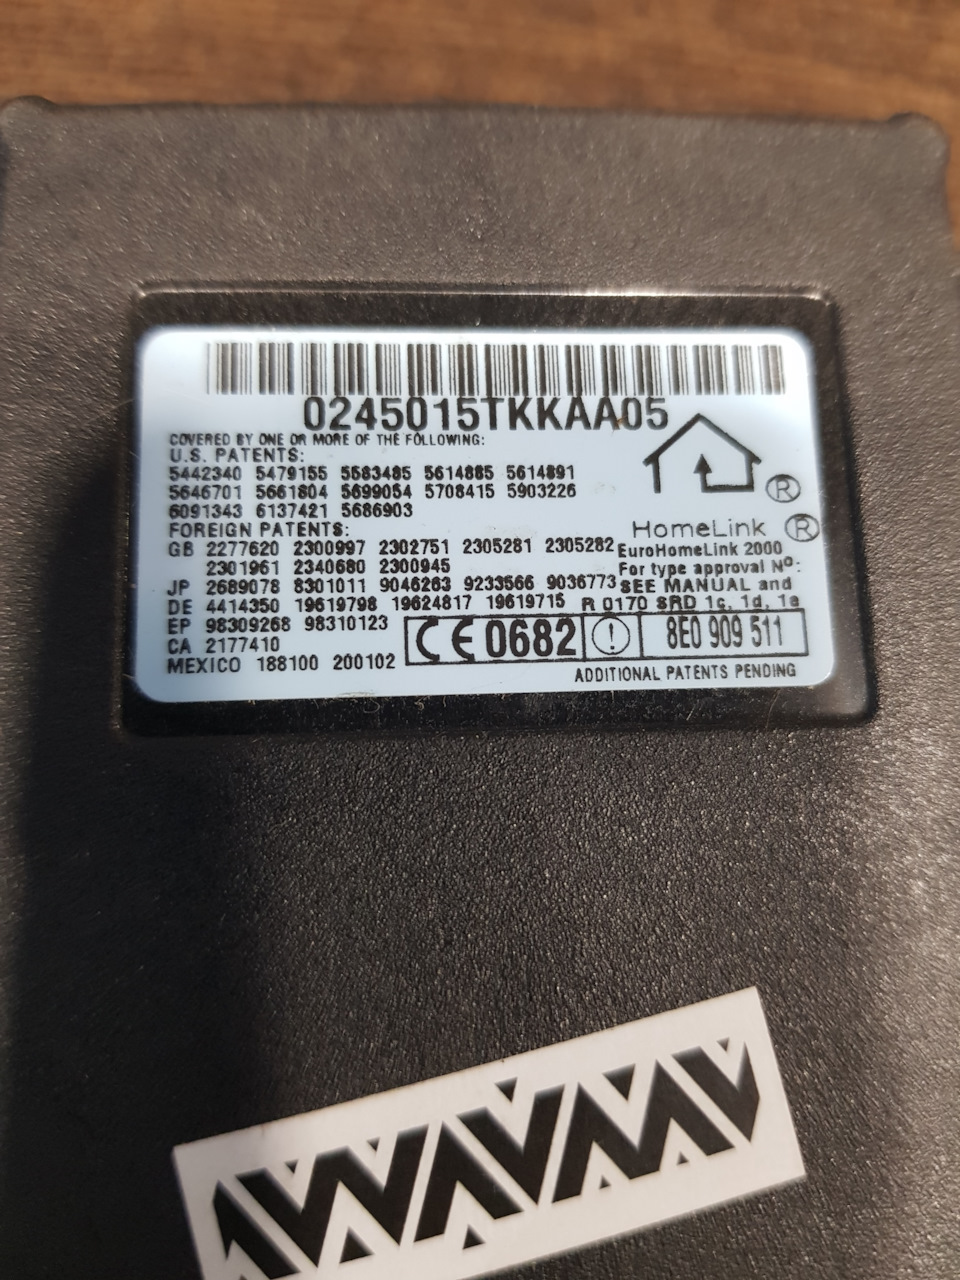 0245015TKKAA05
COVERED BY ONE OR MORE OF THE FOLLOWING:
U.S. PATENTS:
5442340 5479155 5583485 5614885 5614891
5646701 5661804 5699054 5708415 5903226
6091343 6137421 5686903
FOREIGN PATENTS:
GB 2277620 2300997 2302751 2305281 2305282
2301961 2340680 2300945
JP 2689078 8301011 9046263 9233566 9036773
DE 4414350 19619798 19624817 19619715
EP 98309268 98310123
CA 2177410
MEXICO 188100 200102
®
HomeLink ®
EuroHomeLink 2000
For type approval Nº:
SEE MANUAL and
R 0170 SRD 1c, 1d, 1e
CE 0682
8E0 909 511
ADDITIONAL PATENTS PENDING